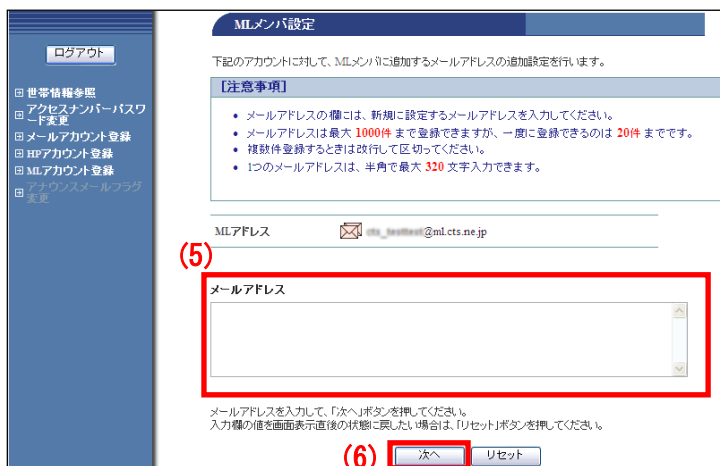 MLメンバ設定
ログアウト
下記のアカウントに対して、MLメンバに追加するメールアドレスの追加設定を行います。
世帯情報参照
アクセスナンバーパスワ
ード変更
メールアカウント登録
HPアカウント登録
MLアカウント登録
アナウンスメールフラグ
変更
[注意事項]
• メールアドレスの欄には、新規に設定するメールアドレスを入力してください。
• メールアドレスは最大 1000件 まで登録できますが、一度に登録できるのは 20件 までです。
• 複数件登録するときは改行して区切ってください。
• 1つのメールアドレスは、半角で最大 320 文字入力できます。
MLアドレス @ml.cts.ne.jp
(5)
メールアドレス
メールアドレスを入力して、「次へ」ボタンを押してください。
入力欄の値を画面表示直後の状態に戻したい場合は、「リセット」ボタンを押してください。
(6) 次へ リセット